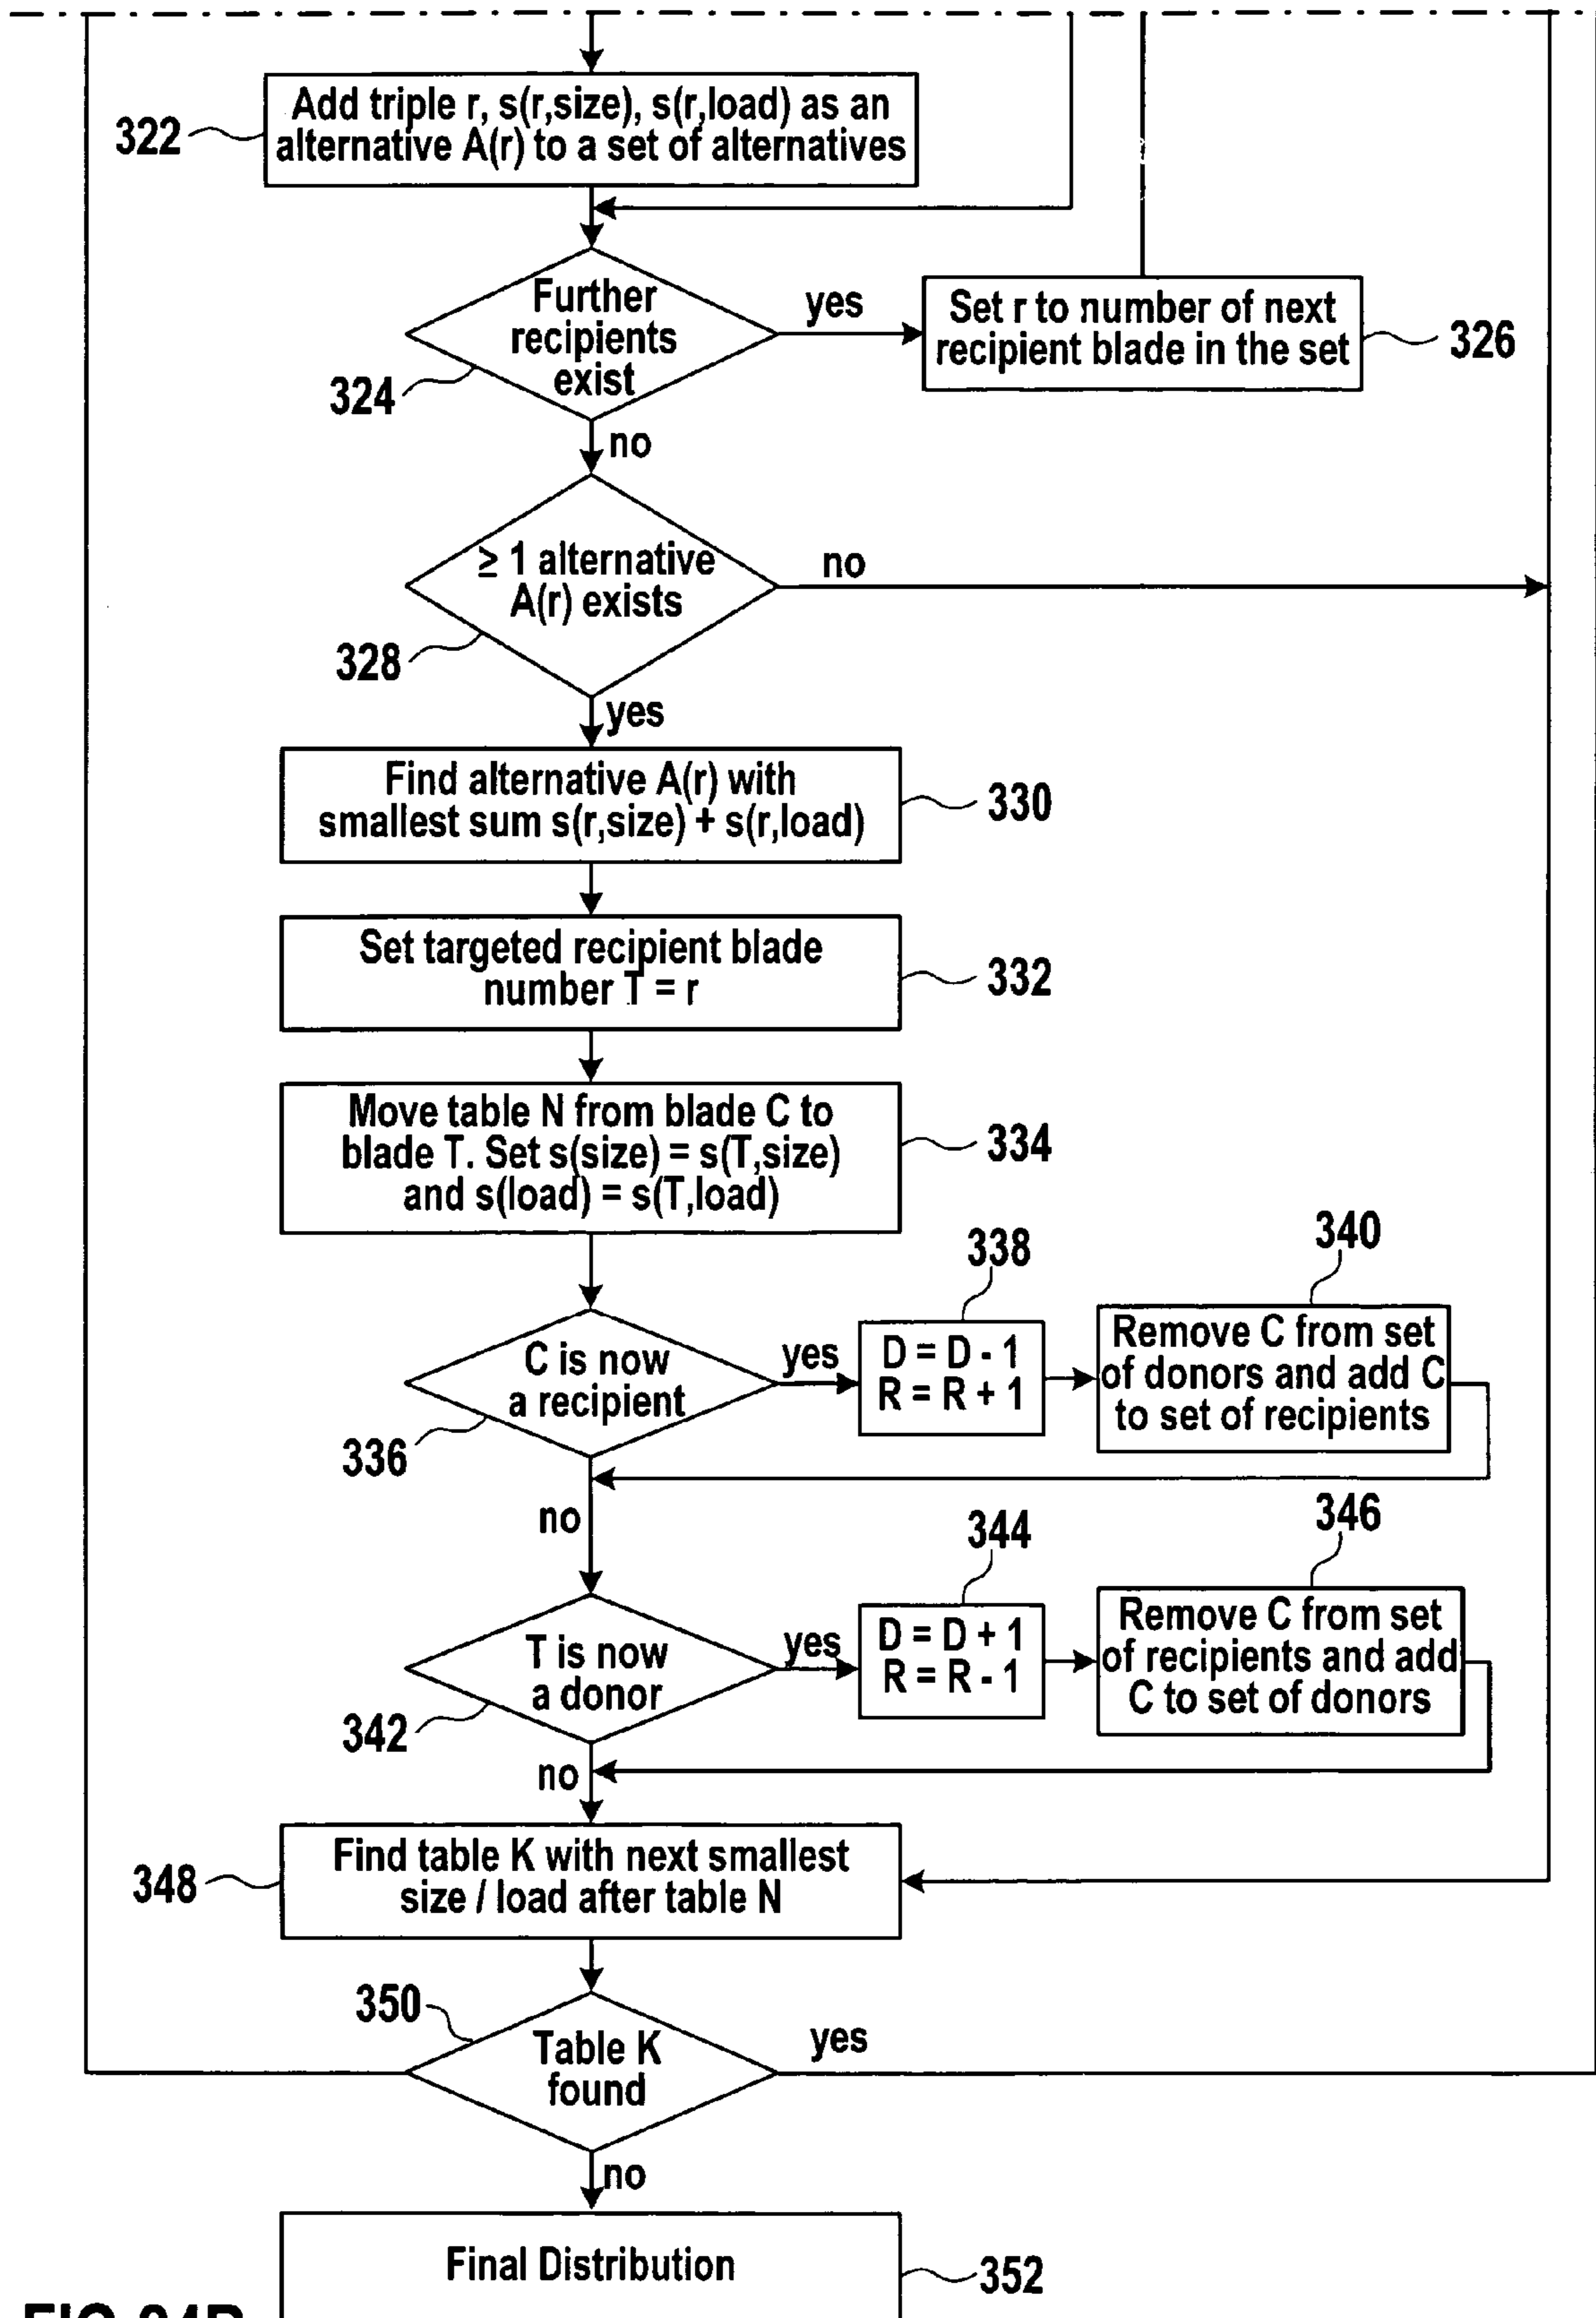 322
Add triple r, s(r,size), s(r,load) as an
alternative A(r) to a set of alternatives
Further
recipients
exist
324
yes
Set r to number of next
recipient blade in the set
326
no
≥ 1 alternative
A(r) exists
328
no
yes
Find alternative A(r) with
smallest sum s(r,size) + s(r,load)
330
Set targeted recipient blade
number T = r
332
Move table N from blade C to
blade T. Set s(size) = s(T,size)
and s(load) = s(T,load)
334
C is now
a recipient
336
yes
338
D = D - 1
R = R + 1
340
Remove C from set
of donors and add C
to set of recipients
no
T is now
a donor
342
yes
344
D = D + 1
R = R - 1
346
Remove C from set
of recipients and add
C to set of donors
no
348
Find table K with next smallest
size / load after table N
350
Table K
found
yes
no
Final Distribution
352